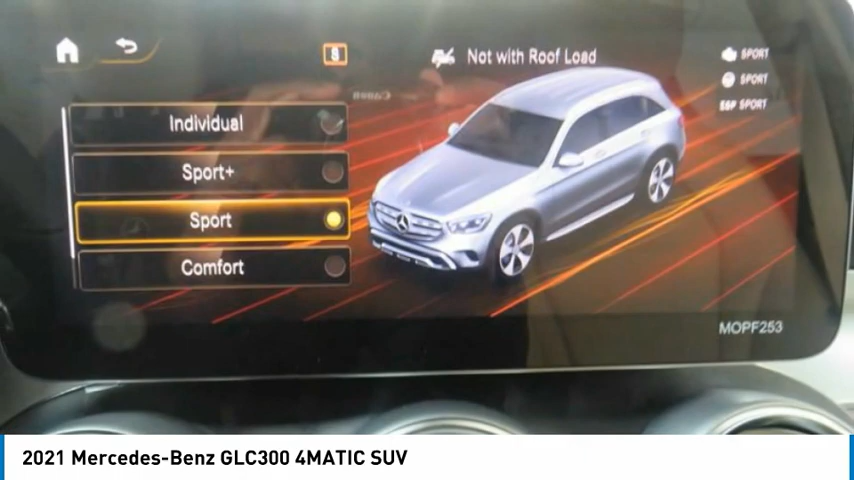 S
Not with Roof Load
SPORT
SPORT
ESP SPORT
Individual
Sport+
Sport
Comfort
MOPF253
2021 Mercedes-Benz GLC300 4MATIC SUV